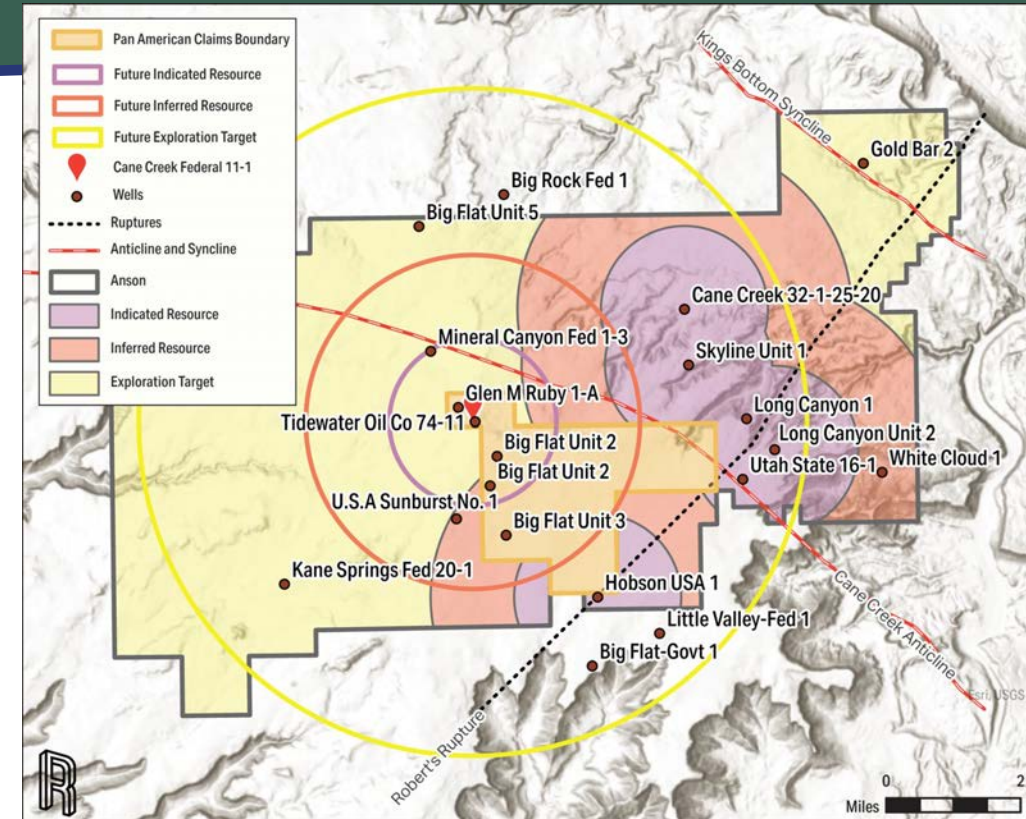 Pan American Claims Boundary
Future Indicated Resource
Future Inferred Resource
Future Exploration Target
Cane Creek Federal 11-1
Wells
Ruptures
Anticline and Syncline
Anson
Indicated Resource
Inferred Resource
Exploration Target
Kings Bottom Syncline
Gold Bar 2
Big Rock Fed 1
Big Flat Unit 5
Cane Creek 32-1-25-20
Mineral Canyon Fed 1-3
Skyline Unit 1
Glen M Ruby 1-A
Tidewater Oil Co 74-11
Long Canyon 1
Big Flat Unit 2
Long Canyon Unit 2
Big Flat Unit 2
Utah State 16-1
White Cloud 1
U.S.A Sunburst No. 1
Big Flat Unit 3
Kane Springs Fed 20-1
Hobson USA 1
Cane Creek Anticline
Little Valley-Fed 1
Big Flat-Govt 1
Esri, USGS
Robert's Rupture
R
0 2
Miles